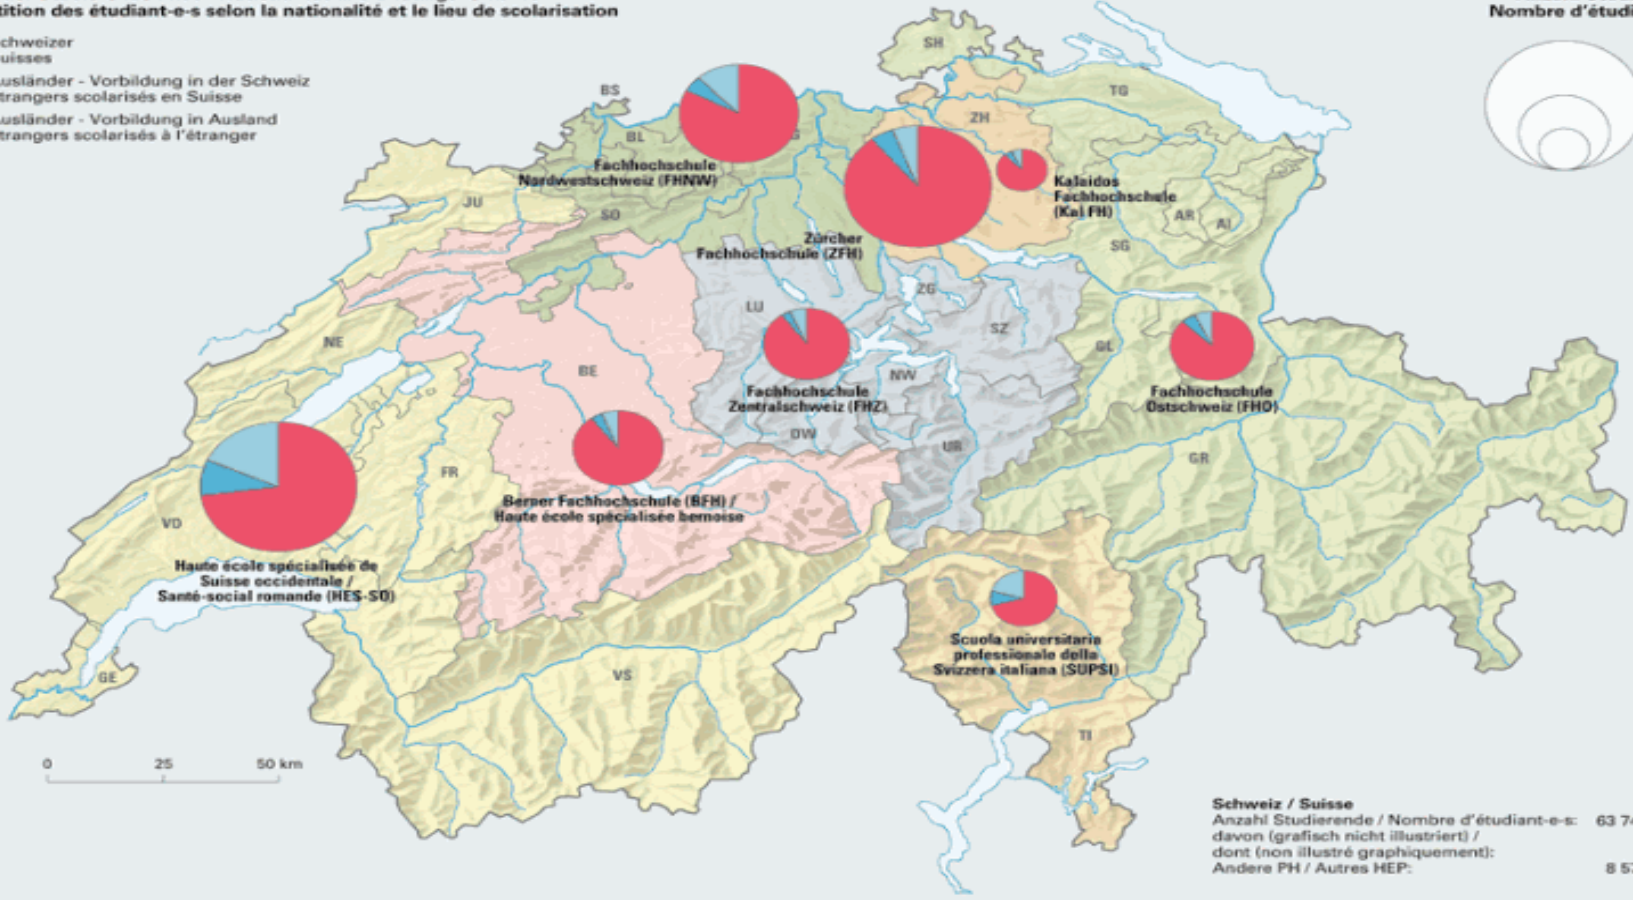 tition des étudiant-e-s selon la nationalité et le lieu de scolarisation
Nombre d'étudi
chweizer
uisses
usländer - Vorbildung in der Schweiz
trangers scolarisés en Suisse
usländer - Vorbildung in Ausland
trangers scolarisés à l'étranger
SH
BS
TG
BL
G
ZH
Fachhochschule
Nordwestschweiz (FHNW)
Kalaidos
Fachhochschule
(Kal FH)
JU
SO
AR
AI
SG
Zürcher
Fachhochschule (ZFH)
ZG
LU
SZ
NE
GL
BE
NW
Fachhochschule
Zentralschweiz (FHZ)
Fachhochschule
Ostschweiz (FHO)
OW
UR
FR
GR
Berner Fachhochschule (BFH) /
Haute école spécialisée bernoise
VD
Haute école spécialisée de
Suisse occidentale /
Santé-social romande (HES-SO)
Scuola universitaria
professionale della
Svizzera italiana (SUPSI)
GE
VS
TI
0 25 50 km
Schweiz / Suisse
Anzahl Studierende / Nombre d'étudiant-e-s: 63 74
davon (grafisch nicht illustriert) /
dont (non illustré graphiquement):
Andere PH / Autres HEP: 8 57